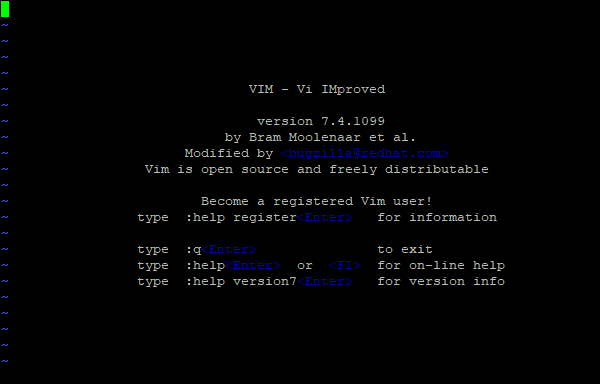 ~
~
~
~
VIM - Vi IMproved
~
~
version 7.4.1099
~
by Bram Moolenaar et al.
~
Modified by <bugzilla@redhat.com>
~
Vim is open source and freely distributable
~
~
Become a registered Vim user!
~
type :help register<Enter> for information
~
~
type :q<Enter> to exit
~
type :help<Enter> or <F1> for on-line help
~
type :help version7<Enter> for version info
~
~
~
~
~
~